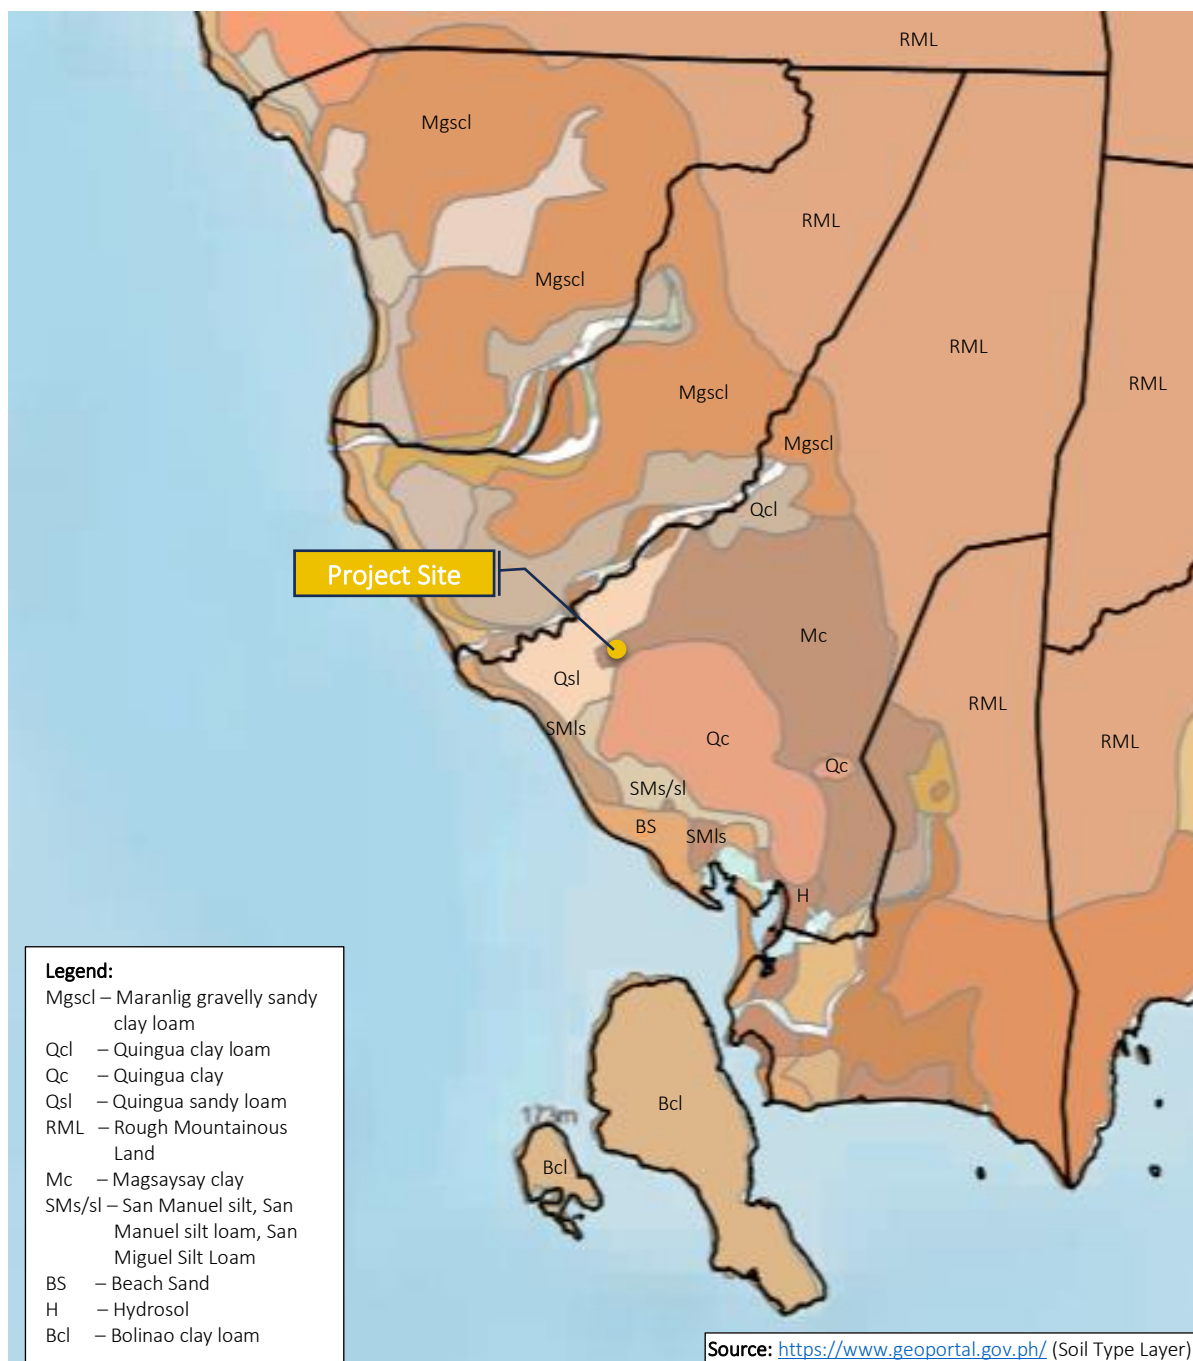 RML
Mgscl
RML
Mgscl
RML
RML
Mgscl
Mgscl
Qcl
Project Site
Mc
Qsl
RML
SMls
Qc
RML
Qc
SMs/sl
BS
SMls
H
Bcl
173m
Bcl
Legend:
Mgscl – Maranlig gravelly sandy
clay loam
Qcl – Quingua clay loam
Qc – Quingua clay
Qsl – Quingua sandy loam
RML – Rough Mountainous
Land
Mc – Magsaysay clay
SMs/sl – San Manuel silt, San
Manuel silt loam, San
Miguel Silt Loam
BS – Beach Sand
H – Hydrosol
Bcl – Bolinao clay loam
Source: https://www.geoportal.gov.ph/ (Soil Type Layer)